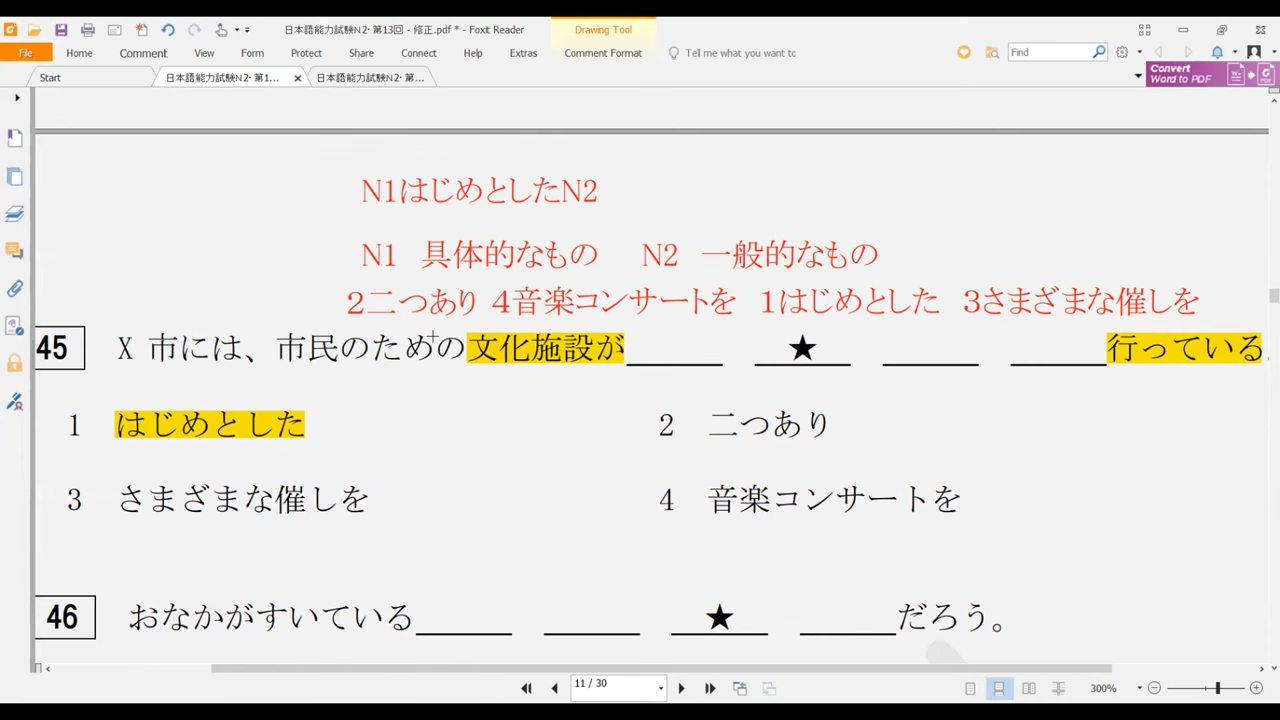 日本語能力試験N2· 第13回 - 修正.pdf * - Foxit Reader
Drawing Tool
File Home Comment View Form Protect Share Connect Help Extras Comment Format Tell me what you want to Find
Start 日本語能力試験N2· 第1... 日本語能力試験N2· 第...
Convert
Word to PDF
N1はじめとしたN2
N1 具体的なもの N2 一般的なもの
2二つあり 4音楽コンサートを 1はじめとした 3さまざまな催しを
45 X 市には、市民のための文化施設が ★ 行っている。
1 はじめとした 2 二つあり
3 さまざまな催しを 4 音楽コンサートを
46 おなかがすいている ★ だろう。
11 / 30 300%